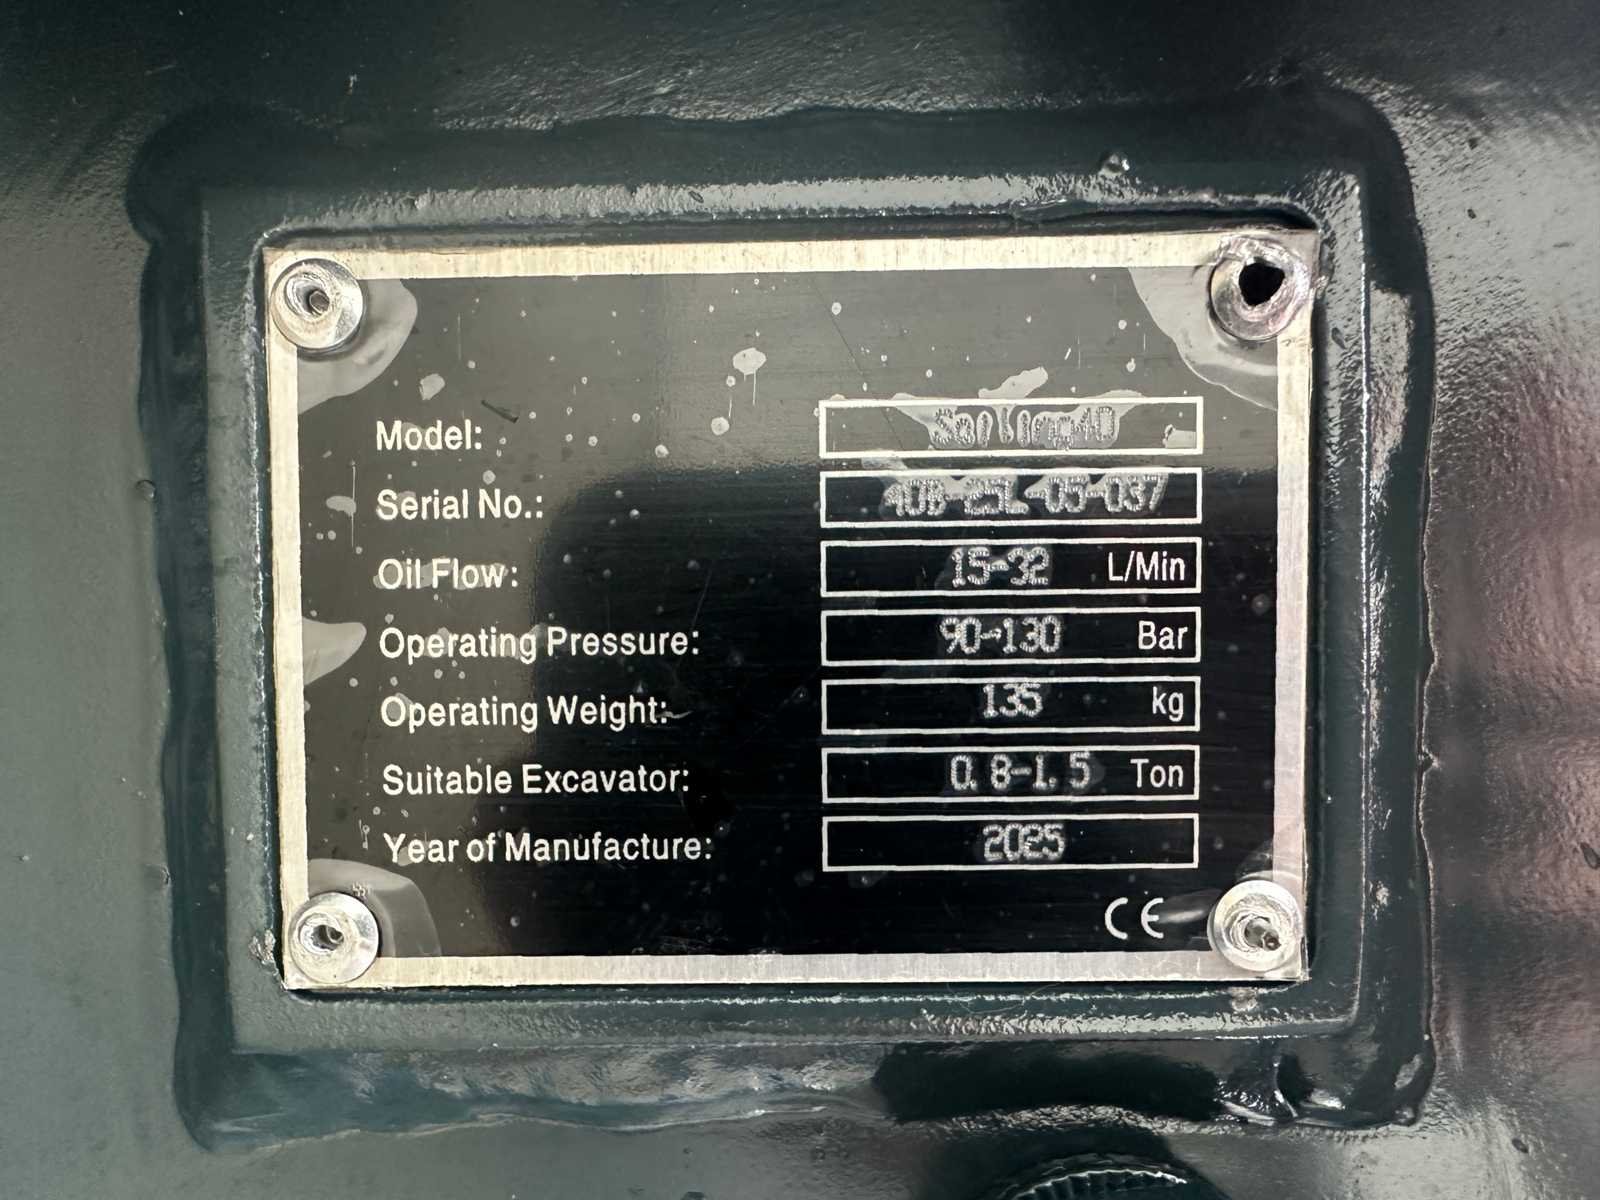 Model: Sorking40
Serial No.: 40B-25L-05-037
Oil Flow: 15-32 L/Min
Operating Pressure: 90-130 Bar
Operating Weight: 135 kg
Suitable Excavator: 0.8-1.5 Ton
Year of Manufacture: 2025
CE